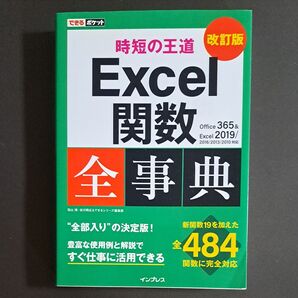 できるポケット
時短の王道
改訂版
Excel
関数
Office 365&
Excel 2019/
2016/2013/2010対応
全事典
"全部入り"の決定版!
豊富な使用例と解説で
すぐ仕事に活用できる
新関数19を加えた
全484
関数に完全対応
インプレス